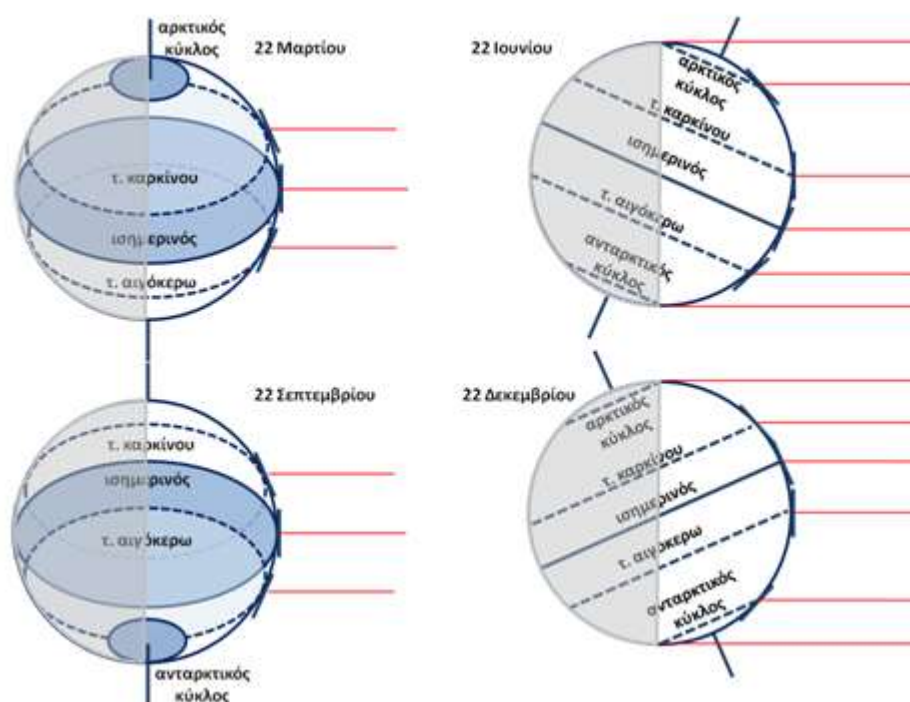 αρκτικός
κύκλος
22 Μαρτίου
τ. καρκίνου
ισημερινός
τ. αιγόκερω
22 Ιουνίου
αρκτικός
κύκλος
τ. καρκίνου
ισημερινός
τ. αιγόκερω
ανταρκτικός
κύκλος
22 Σεπτεμβρίου
τ. καρκίνου
ισημερινός
τ. αιγόκερω
ανταρκτικός
κύκλος
22 Δεκεμβρίου
αρκτικός
κύκλος
τ. καρκίνου
ισημερινός
τ. αιγόκερω
ανταρκτικός
κύκλος